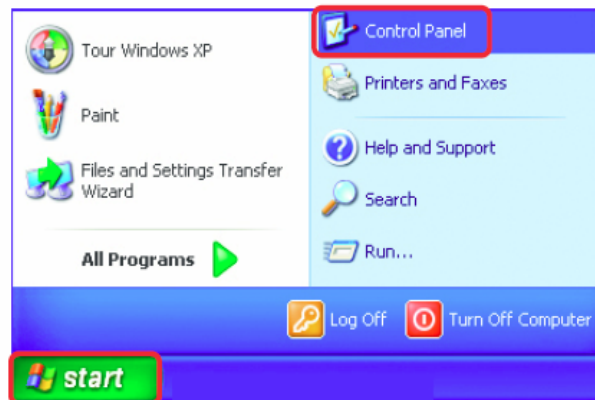 Tour Windows XP
Paint
Files and Settings Transfer
Wizard
All Programs
Control Panel
Printers and Faxes
Help and Support
Search
Run...
Log Off
Turn Off Computer
start